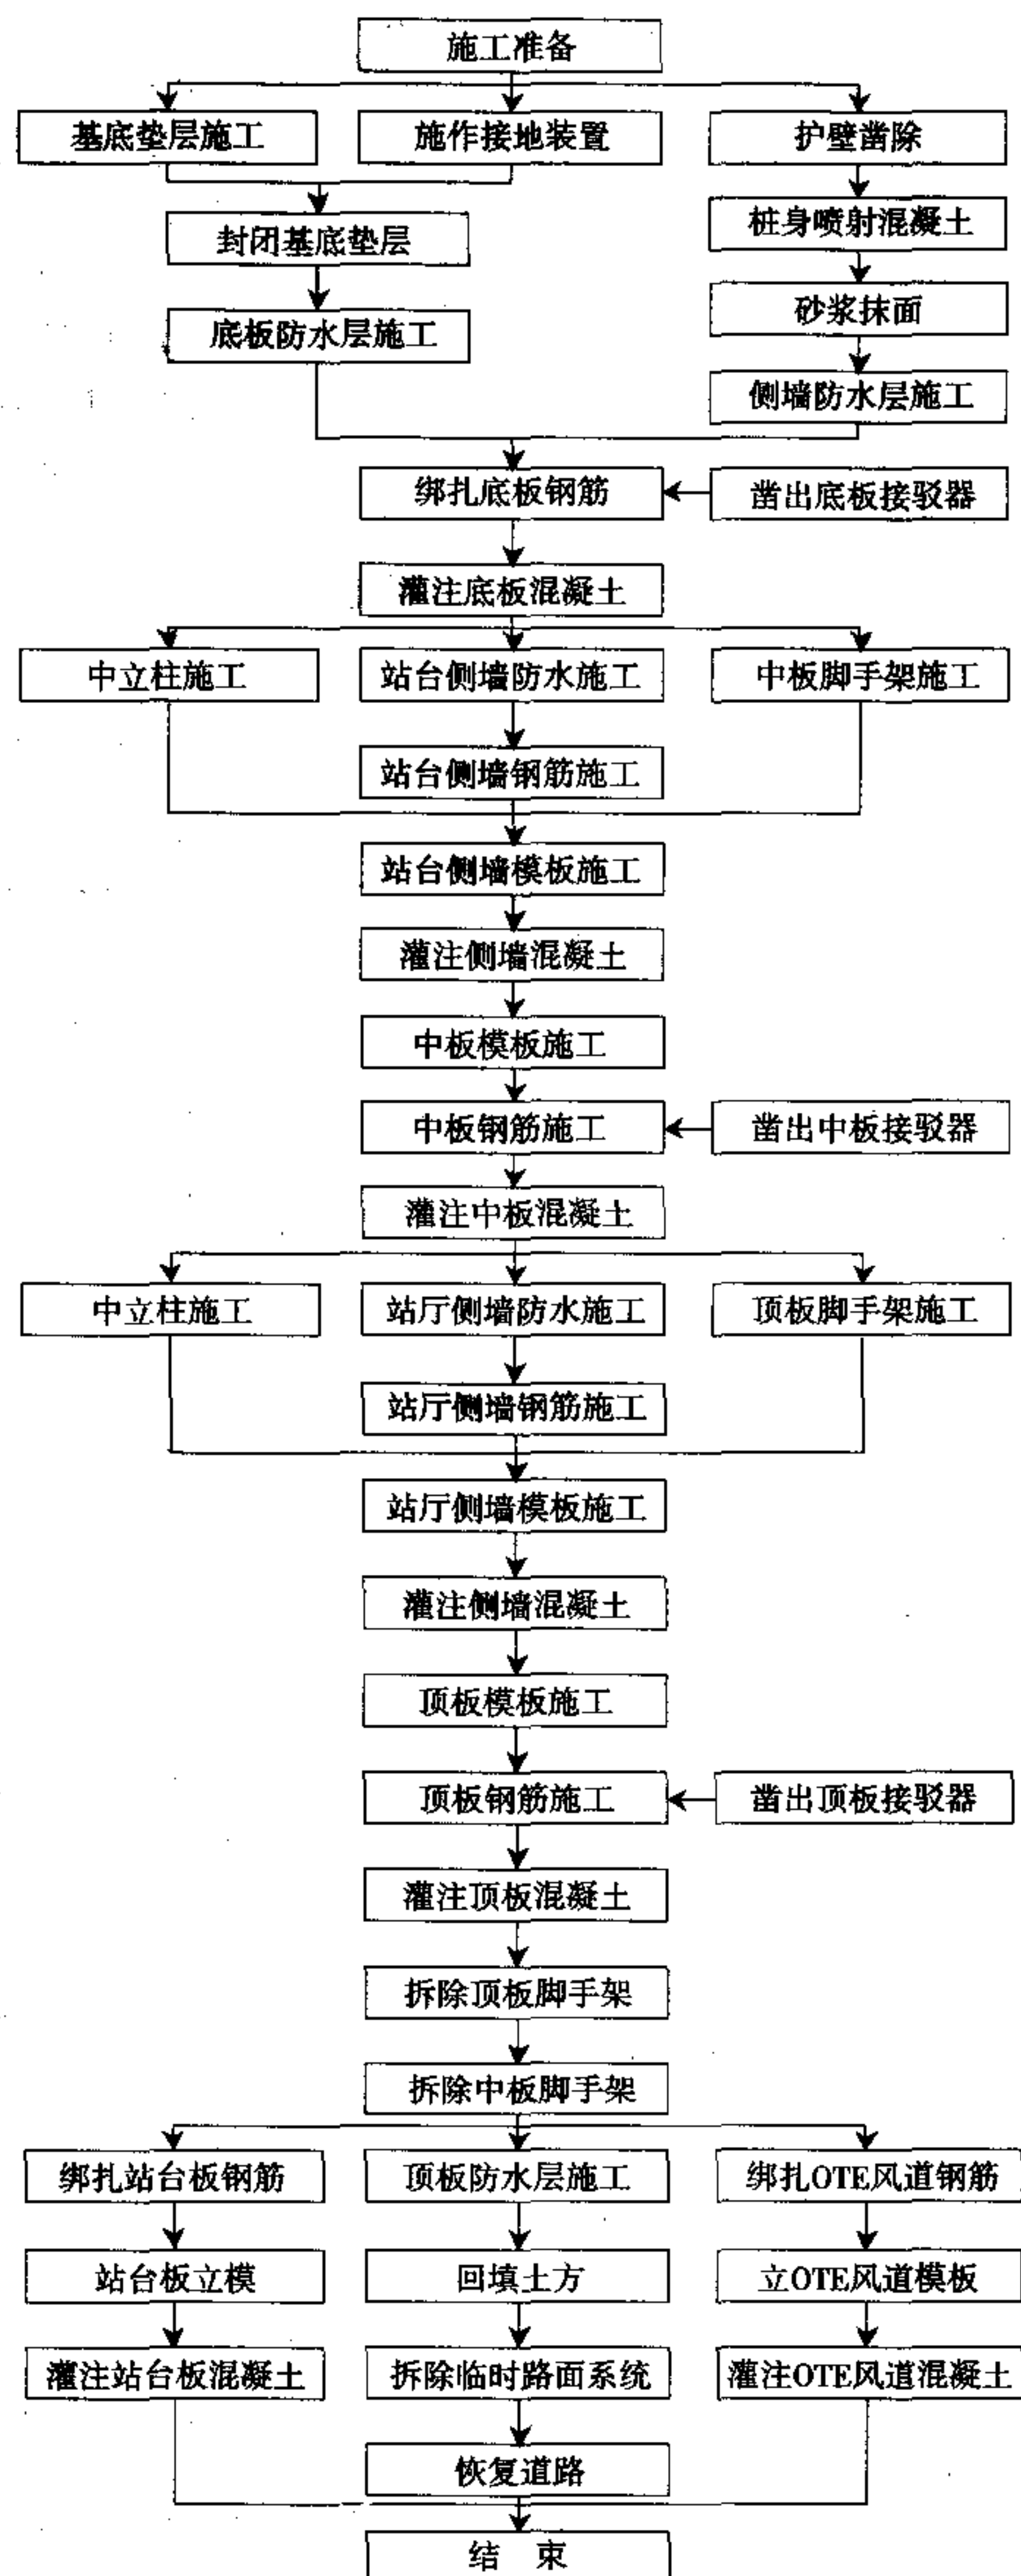 施工准备
基底垫层施工
施作接地装置
护壁凿除
桩身喷射混凝土
封闭基底垫层
砂浆抹面
底板防水层施工
侧墙防水层施工
绑扎底板钢筋
凿出底板接驳器
灌注底板混凝土
中立柱施工
站台侧墙防水施工
中板脚手架施工
站台侧墙钢筋施工
站台侧墙模板施工
灌注侧墙混凝土
中板模板施工
中板钢筋施工
凿出中板接驳器
灌注中板混凝土
中立柱施工
站厅侧墙防水施工
顶板脚手架施工
站厅侧墙钢筋施工
站厅侧墙模板施工
灌注侧墙混凝土
顶板模板施工
顶板钢筋施工
凿出顶板接驳器
灌注顶板混凝土
拆除顶板脚手架
拆除中板脚手架
绑扎站台板钢筋
顶板防水层施工
绑扎OTE风道钢筋
站台板立模
回填土方
立OTE风道模板
灌注站台板混凝土
拆除临时路面系统
灌注OTE风道混凝土
恢复道路
结 束